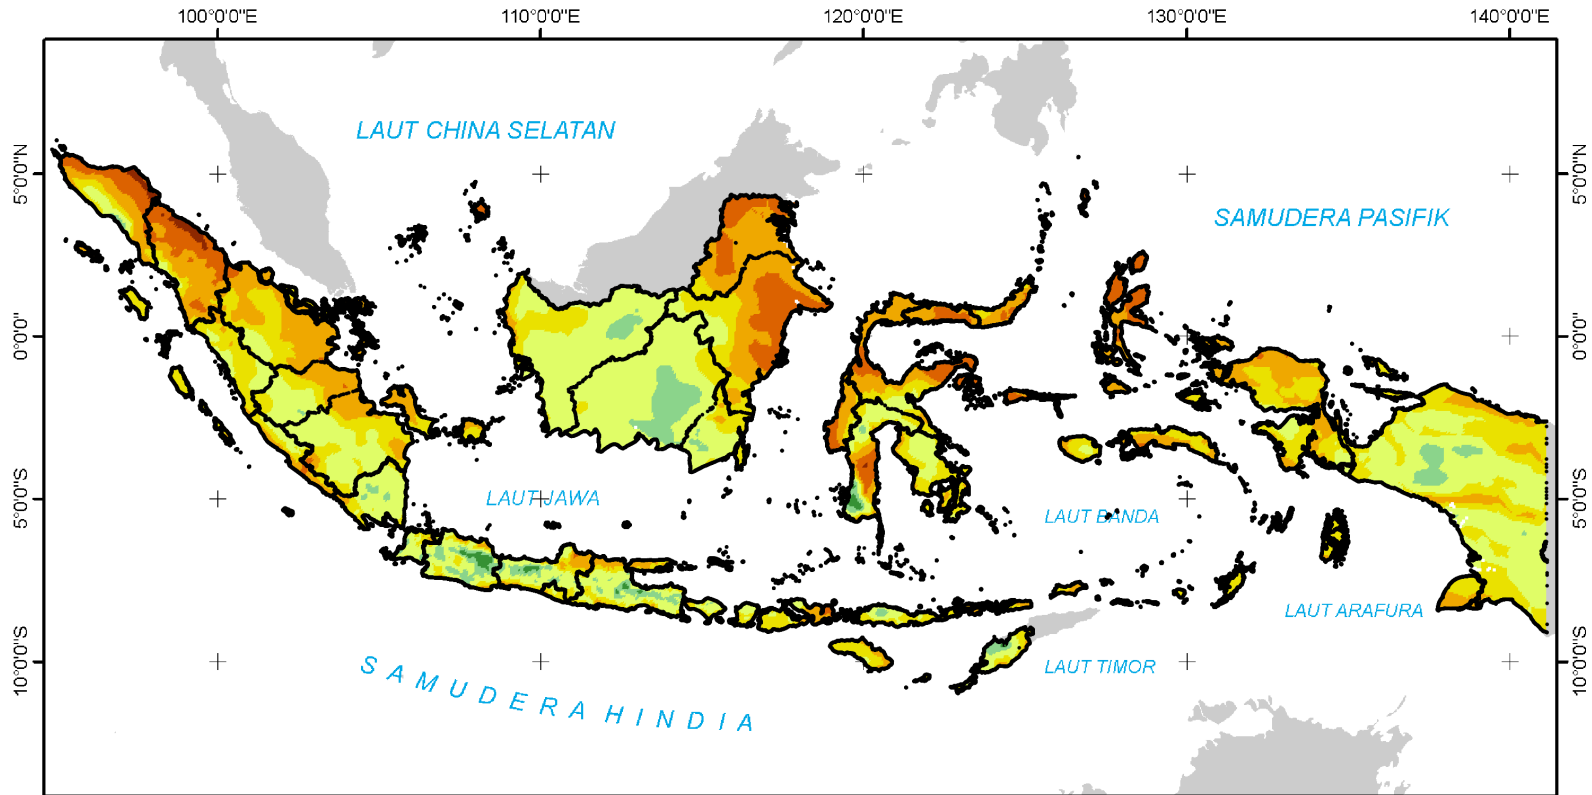 100°0'0"E 110°0'0"E 120°0'0"E 130°0'0"E 140°0'0"E
LAUT CHINA SELATAN
5°0'0"N 5°0'0"N
SAMUDERA PASIFIK
0°0'0" 0°0'0"
LAUT JAWA
5°0'0"S 5°0'0"S
LAUT BANDA
LAUT ARAFURA
10°0'0"S 10°0'0"S
LAUT TIMOR
SAMUDERA HINDIA